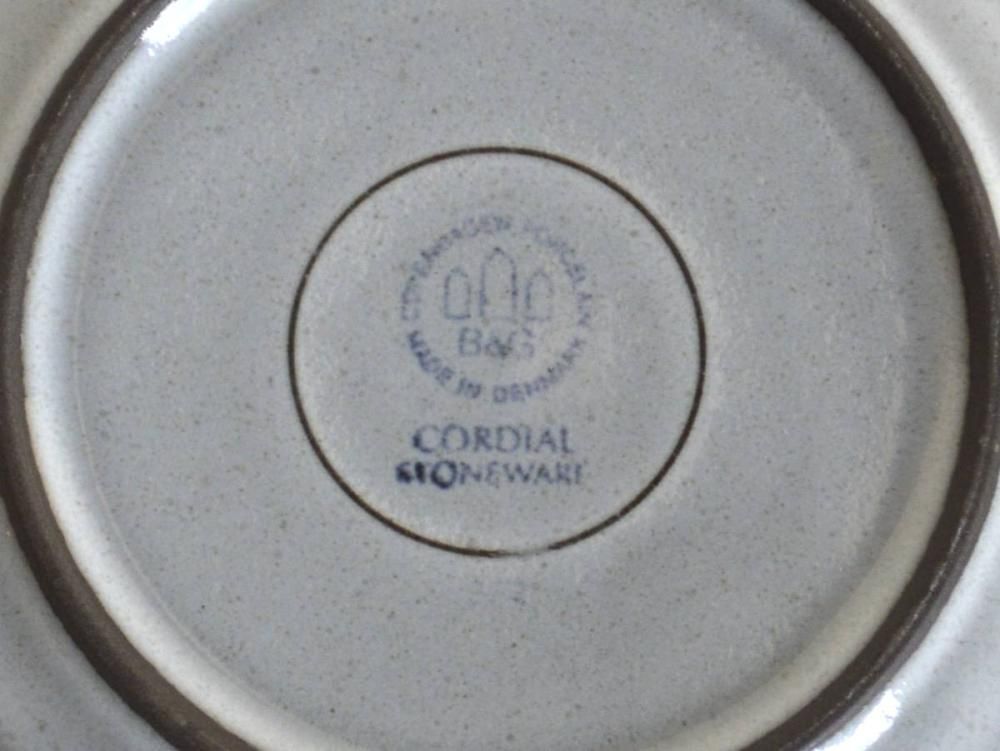 COPENHAGEN PORCELAIN
B&G
MADE IN DENMARK
CORDIAL
STONEWARE